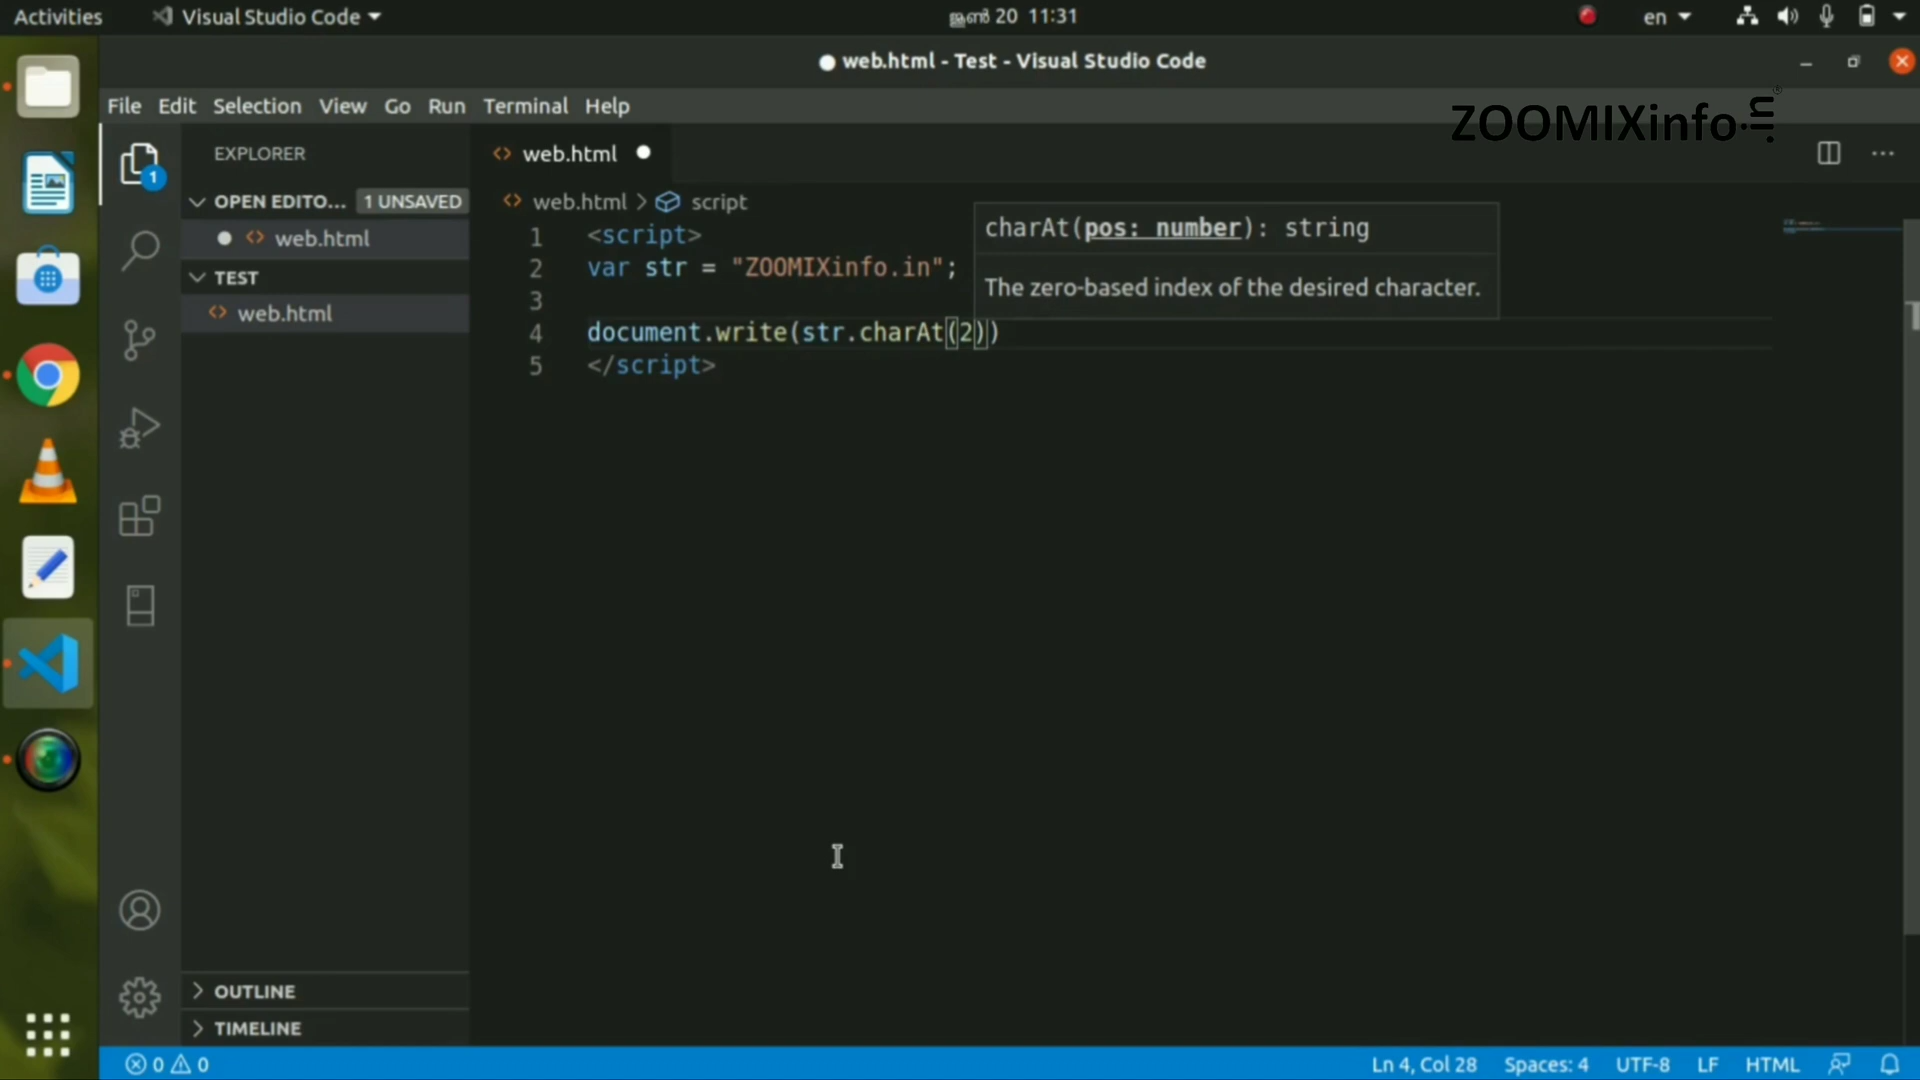 Activities
Visual Studio Code
ജൂൺ 20 11:31
en
web.html - Test - Visual Studio Code
File Edit Selection View Go Run Terminal Help
ZOOMIXinfo.in
EXPLORER
1
OPEN EDITO... 1 UNSAVED
web.html
TEST
web.html
OUTLINE
TIMELINE
web.html
web.html > script
charAt(pos: number): string
The zero-based index of the desired character.
1 <script>
2 var str = "ZOOMIXinfo.in";
3
4 document.write(str.charAt(2))
5 </script>
0 0
Ln 4, Col 28 Spaces: 4 UTF-8 LF HTML